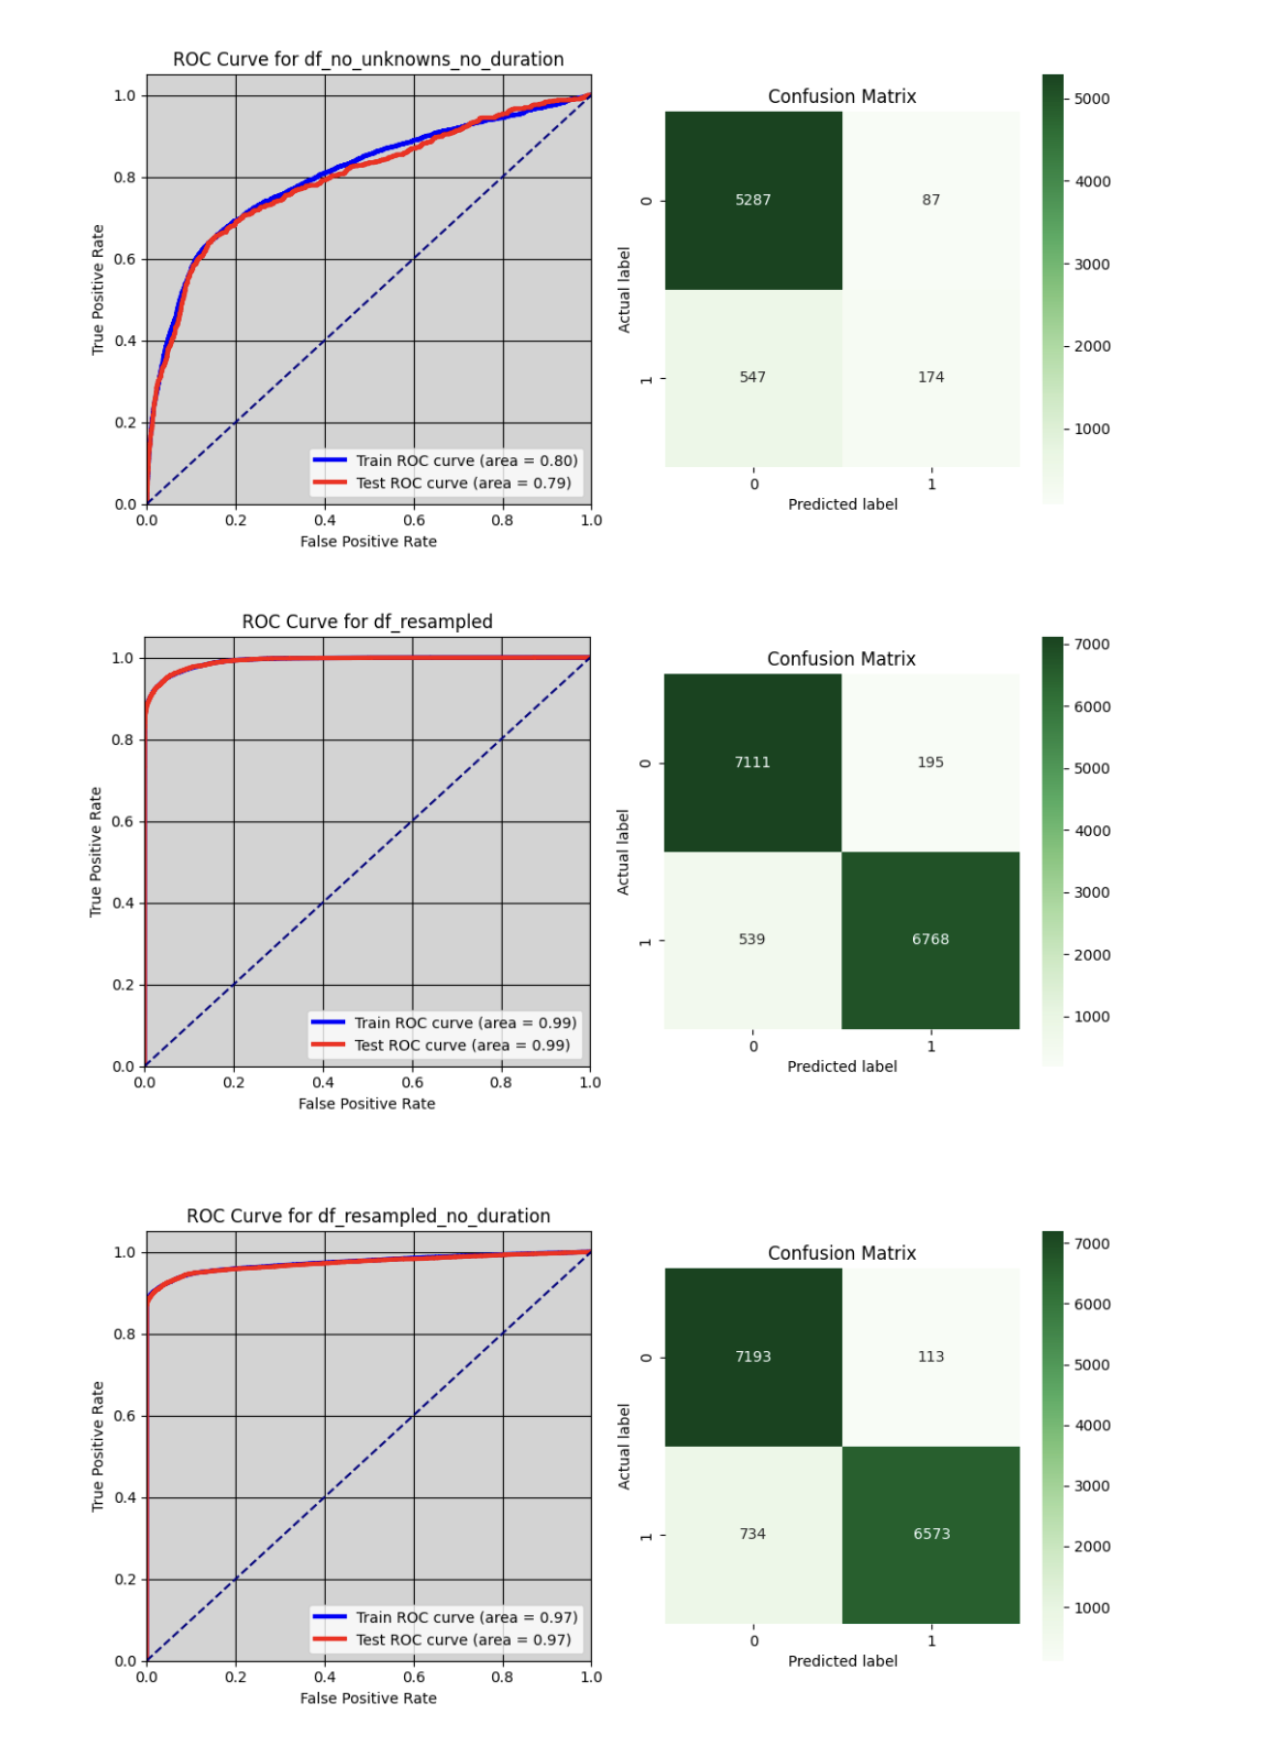 ROC Curve for df_no_unknowns_no_duration
1.0
0.8
0.6
0.4
0.2
0.0
True Positive Rate
0.0 0.2 0.4 0.6 0.8 1.0
False Positive Rate
Train ROC curve (area = 0.80)
Test ROC curve (area = 0.79)
Confusion Matrix
0
1
Actual label
5287 87
547 174
0 1
Predicted label
5000
4000
3000
2000
1000
ROC Curve for df_resampled
1.0
0.8
0.6
0.4
0.2
0.0
True Positive Rate
0.0 0.2 0.4 0.6 0.8 1.0
False Positive Rate
Train ROC curve (area = 0.99)
Test ROC curve (area = 0.99)
Confusion Matrix
0
1
Actual label
7111 195
539 6768
0 1
Predicted label
7000
6000
5000
4000
3000
2000
1000
ROC Curve for df_resampled_no_duration
1.0
0.8
0.6
0.4
0.2
0.0
True Positive Rate
0.0 0.2 0.4 0.6 0.8 1.0
False Positive Rate
Train ROC curve (area = 0.97)
Test ROC curve (area = 0.97)
Confusion Matrix
0
1
Actual label
7193 113
734 6573
0 1
Predicted label
7000
6000
5000
4000
3000
2000
1000